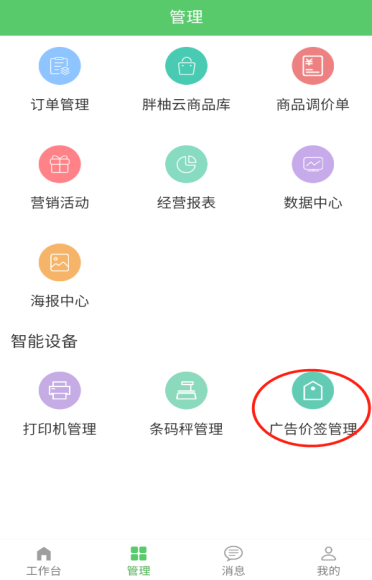 管理
订单管理
胖柚云商品库
商品调价单
营销活动
经营报表
数据中心
海报中心
智能设备
打印机管理
条码秤管理
广告价签管理
工作台
管理
消息
我的